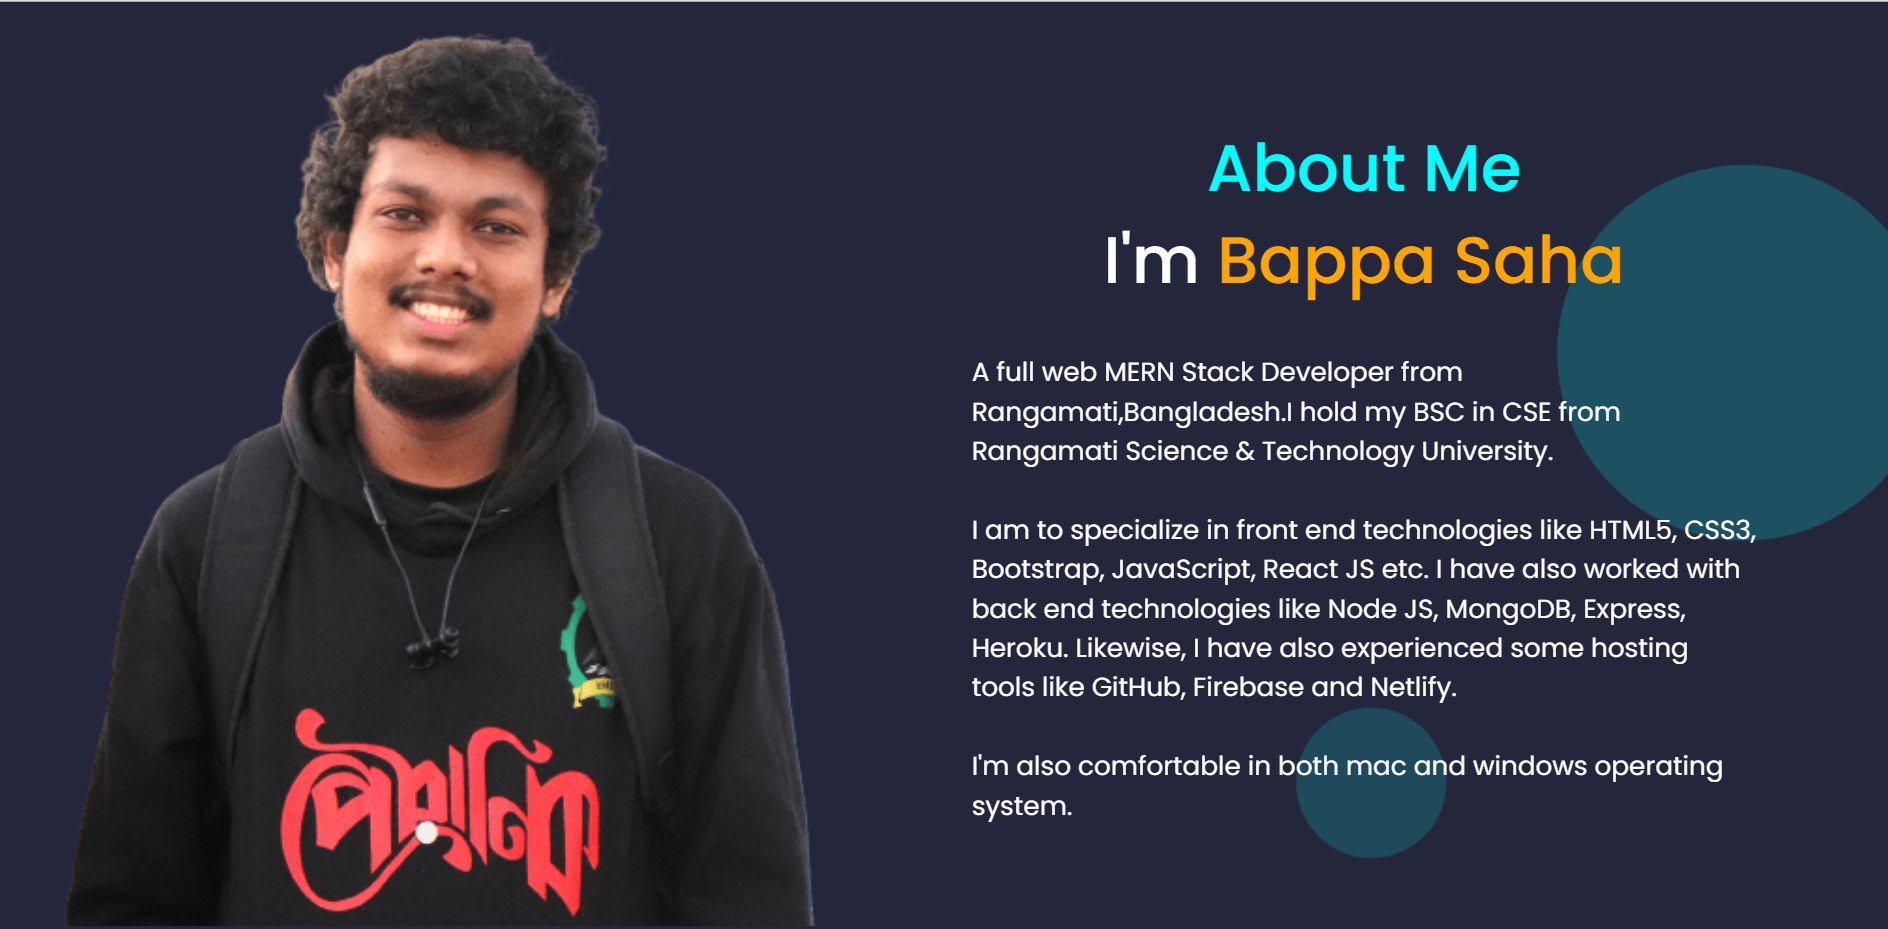 About Me
I'm Bappa Saha
A full web MERN Stack Developer from
Rangamati,Bangladesh.I hold my BSC in CSE from
Rangamati Science & Technology University.
I am to specialize in front end technologies like HTML5, CSS3,
Bootstrap, JavaScript, React JS etc. I have also worked with
back end technologies like Node JS, MongoDB, Express,
Heroku. Likewise, I have also experienced some hosting
tools like GitHub, Firebase and Netlify.
I'm also comfortable in both mac and windows operating
system.